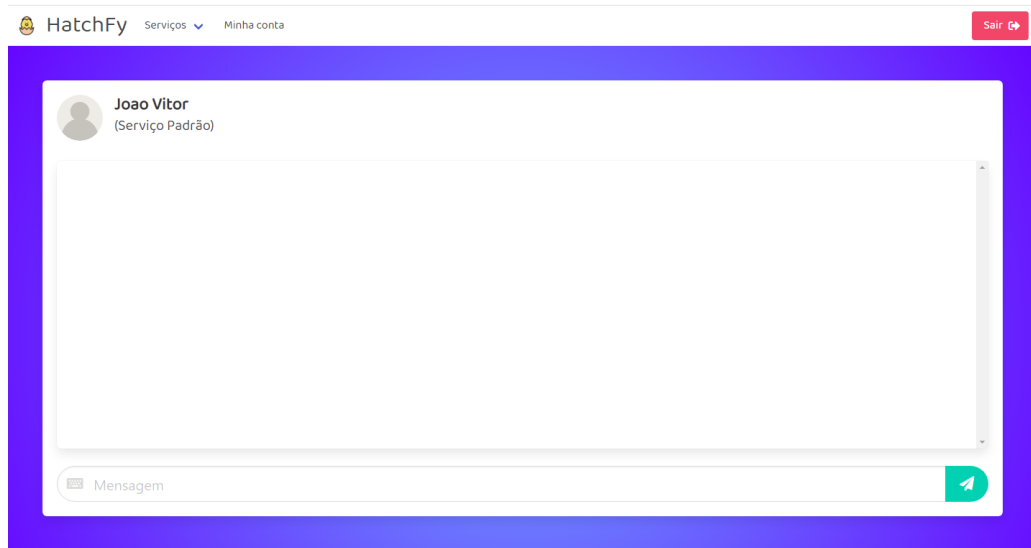 HatchFy Serviços Minha conta Sair
Joao Vitor
(Serviço Padrão)
Mensagem